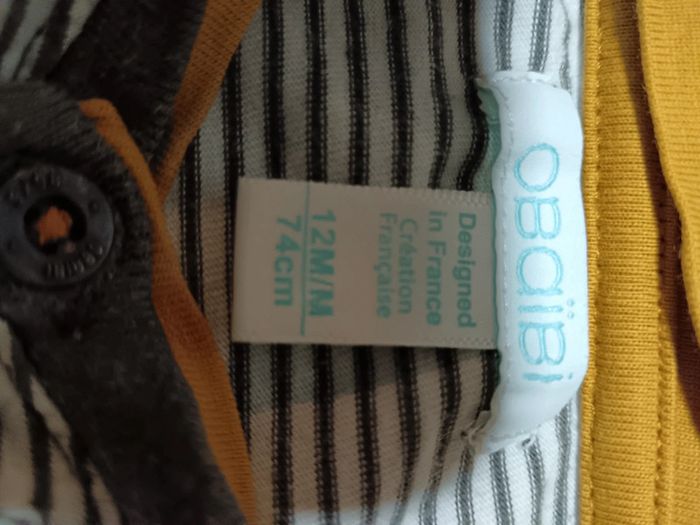 OBAÏBI
Designed
in France
Création
Française
12M/M
74cm